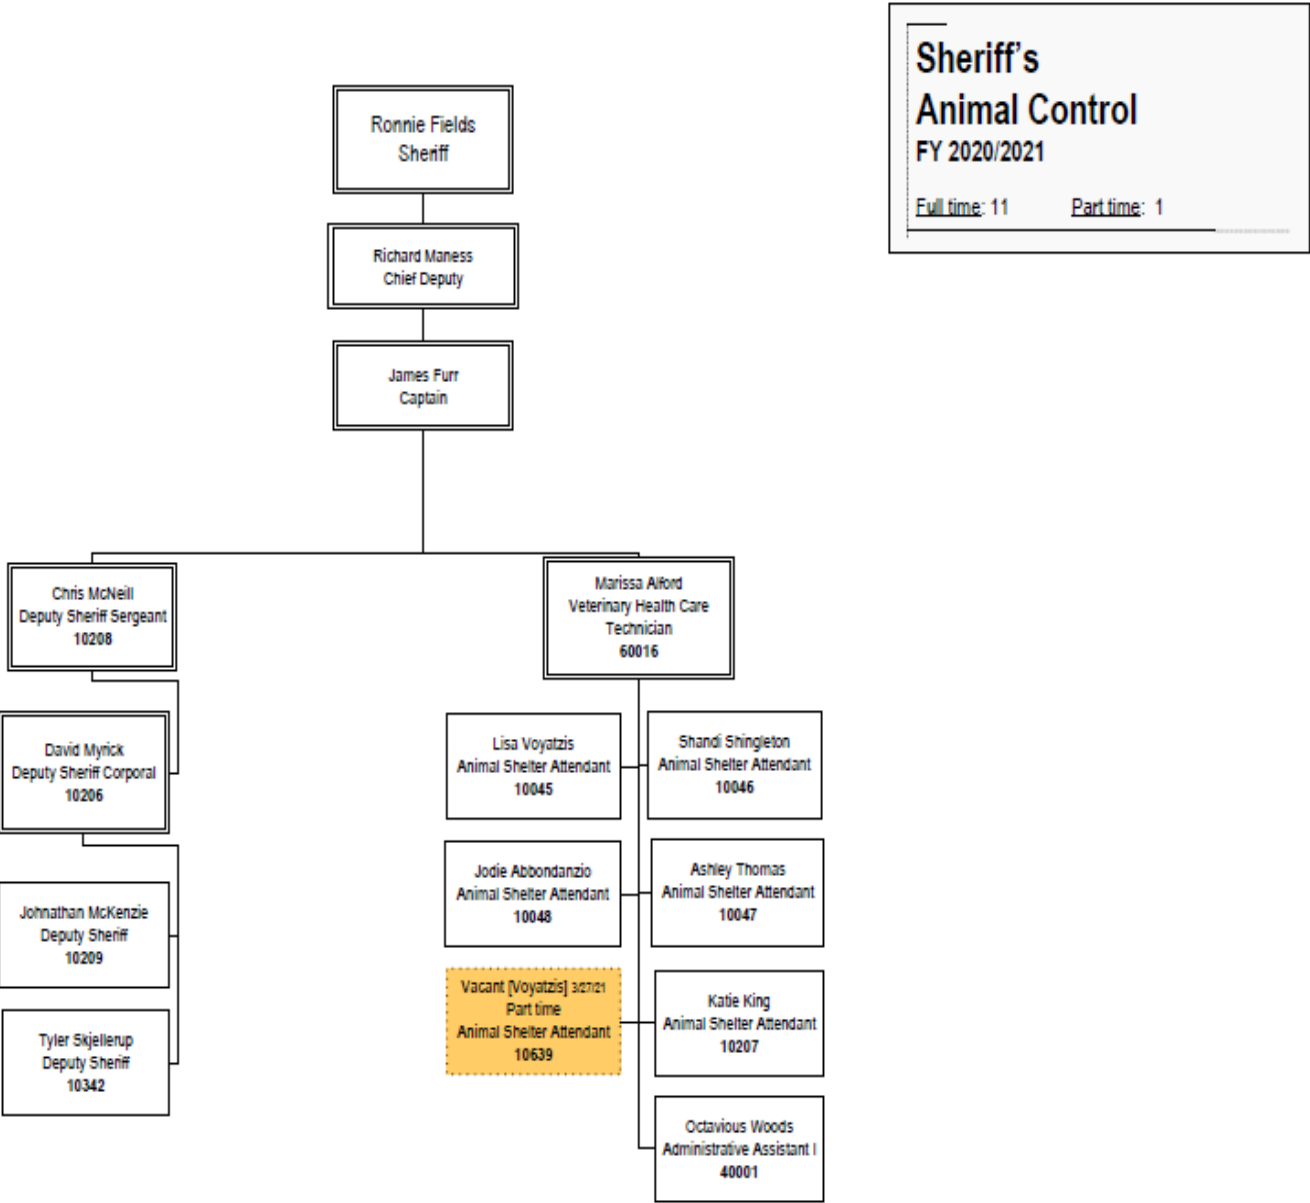 Sheriff's
Animal Control
FY 2020/2021
Full time: 11 Part time: 1
Ronnie Fields
Sheriff
Richard Maness
Chief Deputy
James Furr
Captain
Chris McNeill
Deputy Sheriff Sergeant
10208
Marissa Alford
Veterinary Health Care
Technician
60016
David Myrick
Deputy Sheriff Corporal
10206
Johnathan McKenzie
Deputy Sheriff
10209
Tyler Skjellerup
Deputy Sheriff
10342
Lisa Voyatzis
Animal Shelter Attendant
10045
Shandi Shingleton
Animal Shelter Attendant
10046
Jodie Abbondanzio
Animal Shelter Attendant
10048
Ashley Thomas
Animal Shelter Attendant
10047
Vacant [Voyatzis] 3/27/21
Part time
Animal Shelter Attendant
10639
Katie King
Animal Shelter Attendant
10207
Octavious Woods
Administrative Assistant I
40001